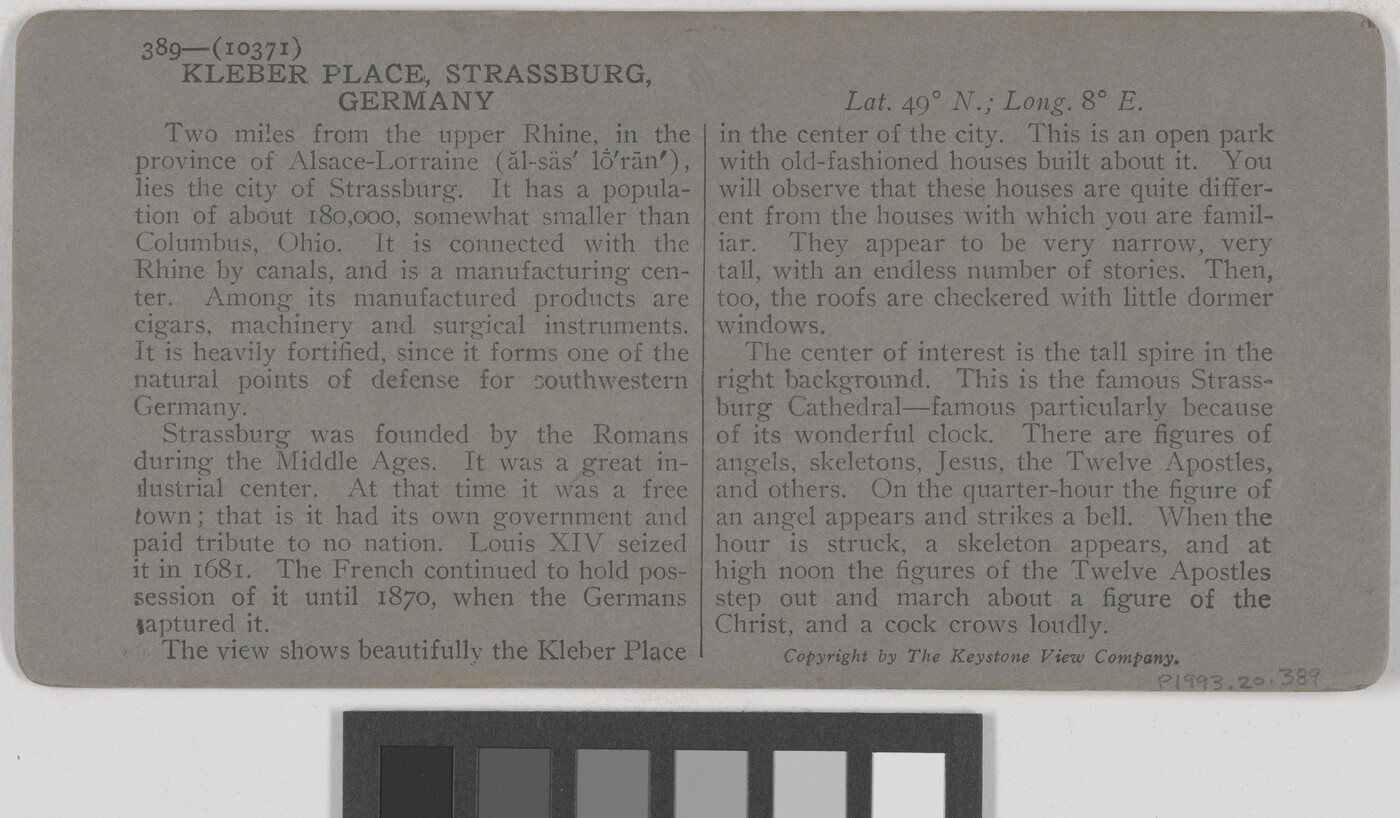 389—(10371)
KLEBER PLACE, STRASSBURG,
GERMANY
Two miles from the upper Rhine, in the
province of Alsace-Lorraine (ăl-säs′ lō′rān′),
lies the city of Strassburg. It has a popula-
tion of about 180,000, somewhat smaller than
Columbus, Ohio. It is connected with the
Rhine by canals, and is a manufacturing cen-
ter. Among its manufactured products are
cigars, machinery and surgical instruments.
It is heavily fortified, since it forms one of the
natural points of defense for southwestern
Germany.
Strassburg was founded by the Romans
during the Middle Ages. It was a great in-
dustrial center. At that time it was a free
town; that is it had its own government and
paid tribute to no nation. Louis XIV seized
it in 1681. The French continued to hold pos-
session of it until 1870, when the Germans
captured it.
The view shows beautifully the Kleber Place
Lat. 49° N.; Long. 8° E.
in the center of the city. This is an open park
with old-fashioned houses built about it. You
will observe that these houses are quite differ-
ent from the houses with which you are famil-
iar. They appear to be very narrow, very
tall, with an endless number of stories. Then,
too, the roofs are checkered with little dormer
windows.
The center of interest is the tall spire in the
right background. This is the famous Strass-
burg Cathedral—famous particularly because
of its wonderful clock. There are figures of
angels, skeletons, Jesus, the Twelve Apostles,
and others. On the quarter-hour the figure of
an angel appears and strikes a bell. When the
hour is struck, a skeleton appears, and at
high noon the figures of the Twelve Apostles
step out and march about a figure of the
Christ, and a cock crows loudly.
Copyright by The Keystone View Company.
P1993.20.389